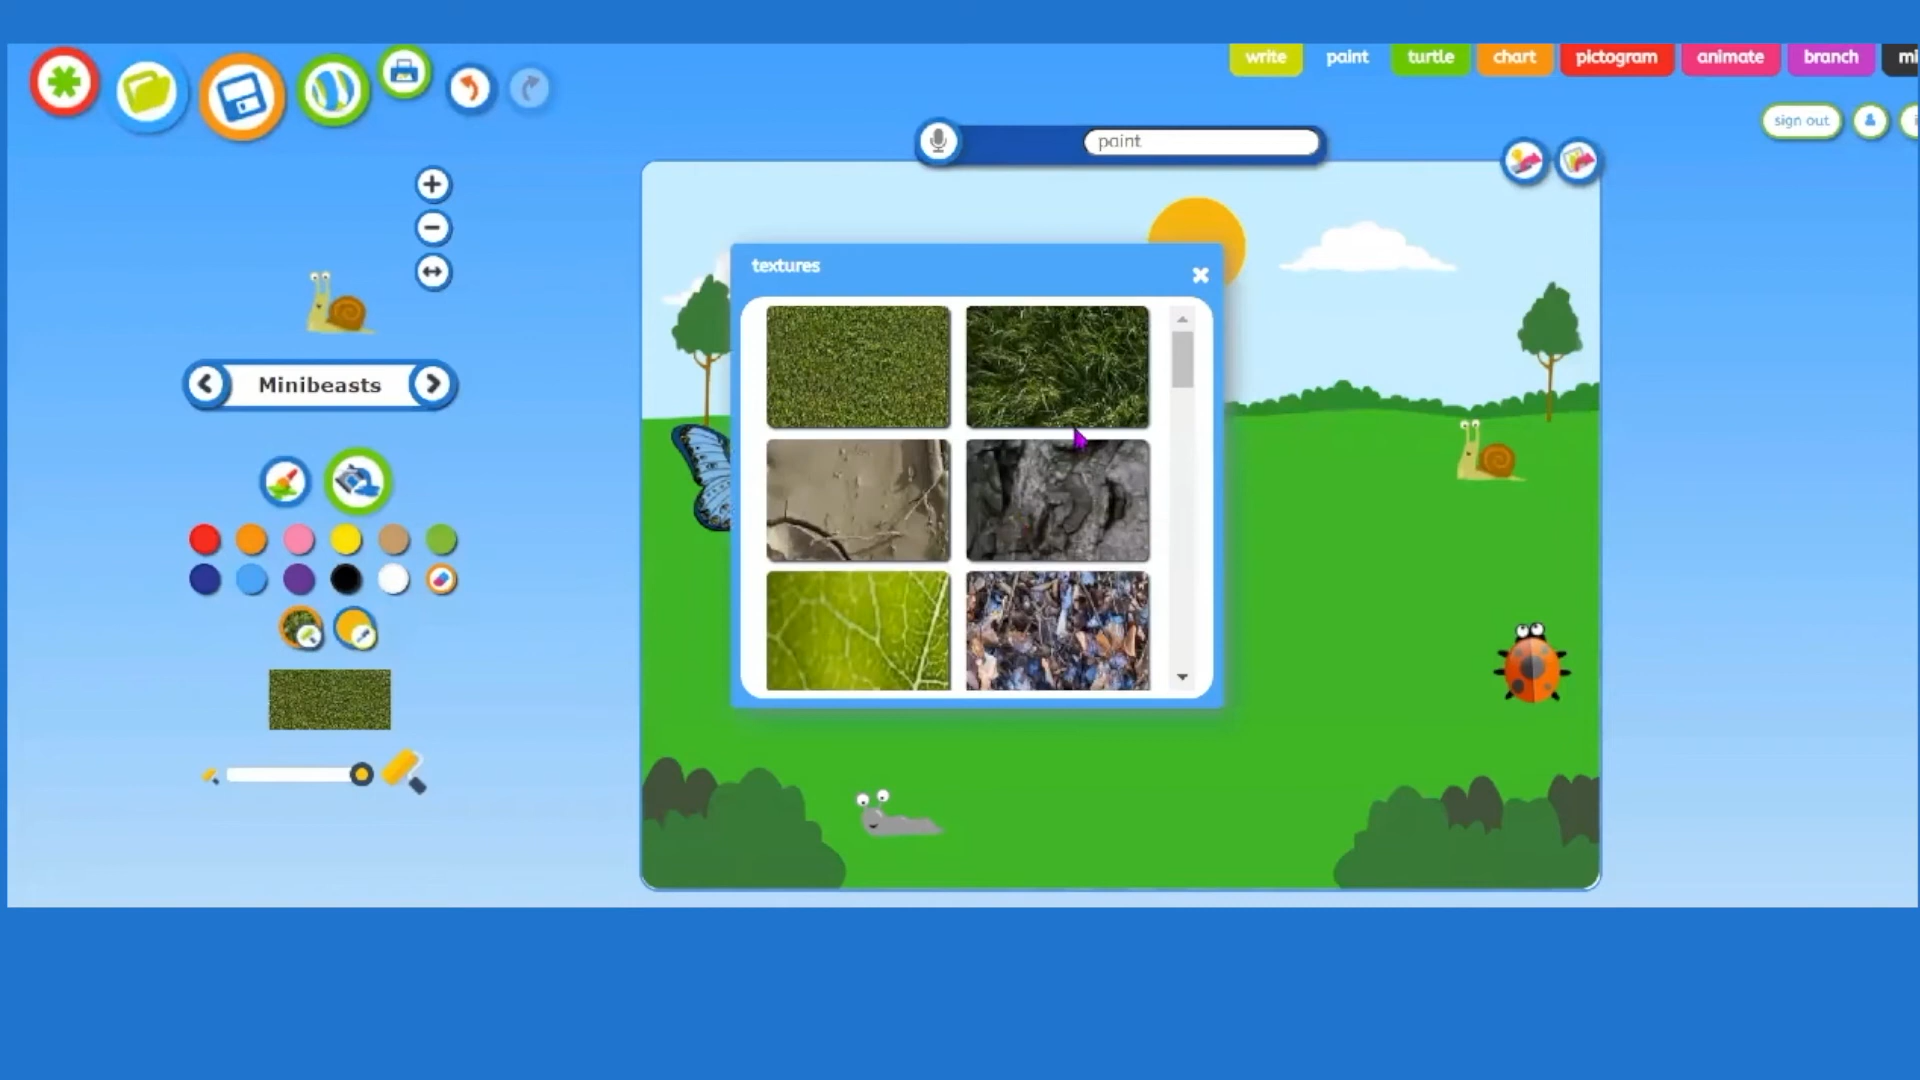 write
paint
turtle
chart
pictogram
animate
branch
sign out
paint
textures
Minibeasts